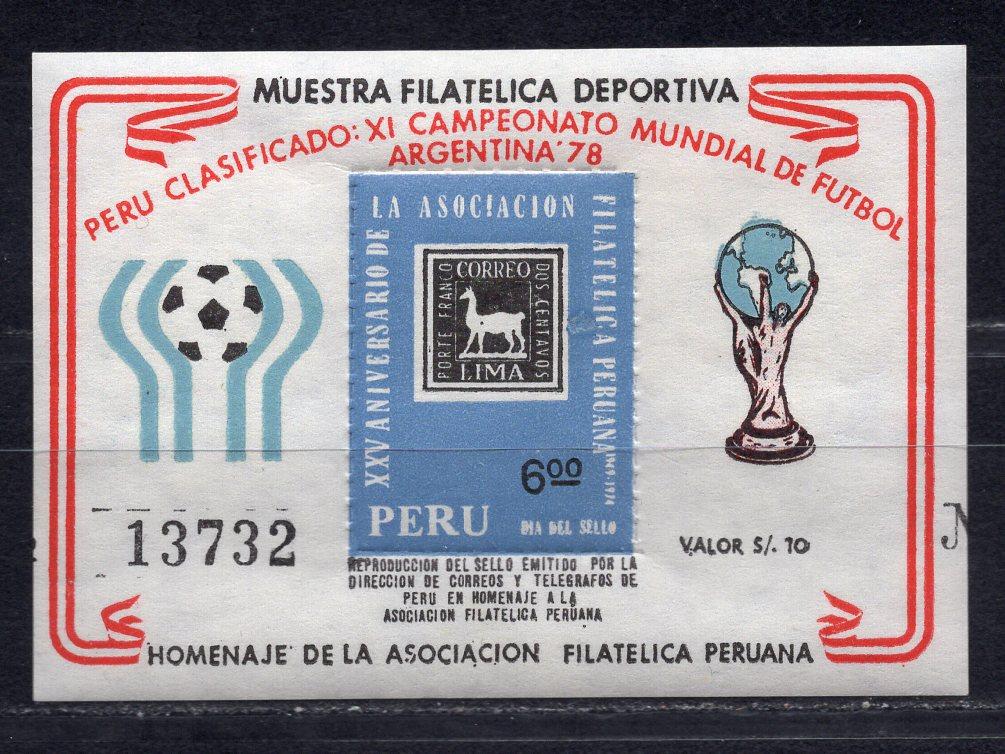 MUESTRA FILATELICA DEPORTIVA
PERU CLASIFICADO: XI CAMPEONATO MUNDIAL DE FUTBOL
ARGENTINA '78
XXV ANIVERSARIO DE
LA ASOCIACION
FILATELICA PERUANA 1949-1974
PORTE FRANCO
CORREO
DOS CENTAVOS
LIMA
6.00
PERU
DIA DEL SELLO
13732
VALOR S/. 10
N
REPRODUCCION DEL SELLO EMITIDO POR LA
DIRECCION DE CORREOS Y TELEGRAFOS DE
PERU EN HOMENAJE A LA
ASOCIACION FILATELICA PERUANA
HOMENAJE DE LA ASOCIACION FILATELICA PERUANA